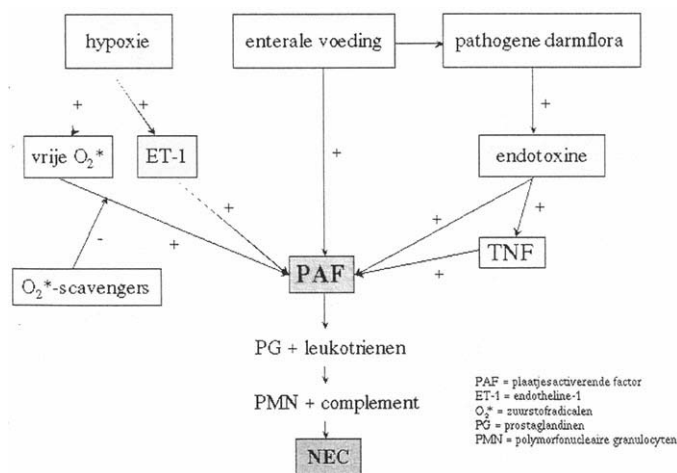 hypoxie
enterale voeding
pathogene darmflora
+
+
+
vrije O₂*
ET-1
+
endotoxine
+
+
+
-
+
TNF
PAF
+
O₂*-scavengers
PG + leukotrienen
PMN + complement
NEC
PAF = plaatjesactiverende factor
ET-1 = endotheline-1
O₂* = zuurstofradicalen
PG = prostaglandinen
PMN = polymorfonucleaire granulocyten